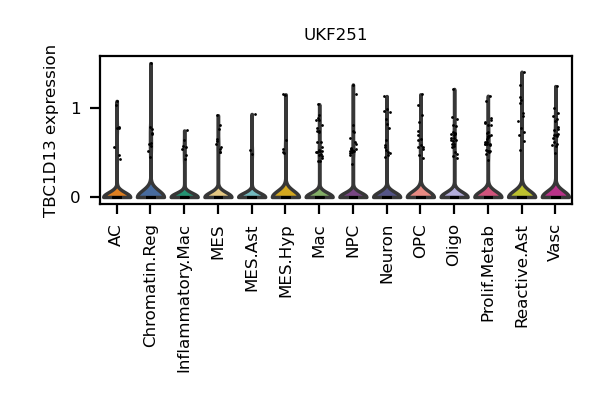 UKF251
TBC1D13 expression
1
0
AC
Chromatin.Reg
Inflammatory.Mac
MES
MES.Ast
MES.Hyp
Mac
NPC
Neuron
OPC
Oligo
Prolif.Metab
Reactive.Ast
Vasc